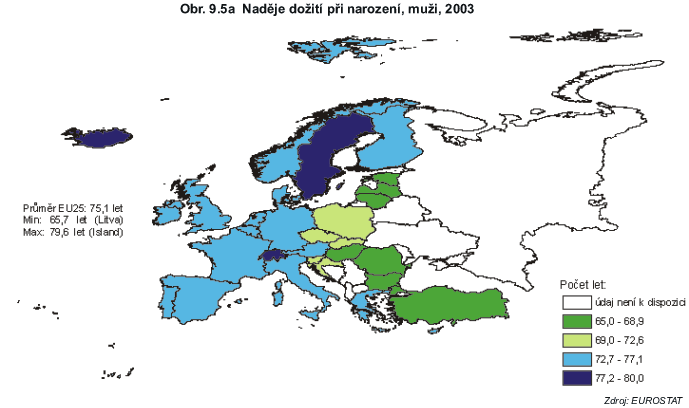 Obr. 9.5a Naděje dožití při narození, muži, 2003
Průměr EU25: 75,1 let
Min: 65,7 let (Litva)
Max: 79,6 let (Island)
Počet let:
údaj není k dispozici
65,0 - 68,9
69,0 - 72,6
72,7 - 77,1
77,2 - 80,0
Zdroj: EUROSTAT